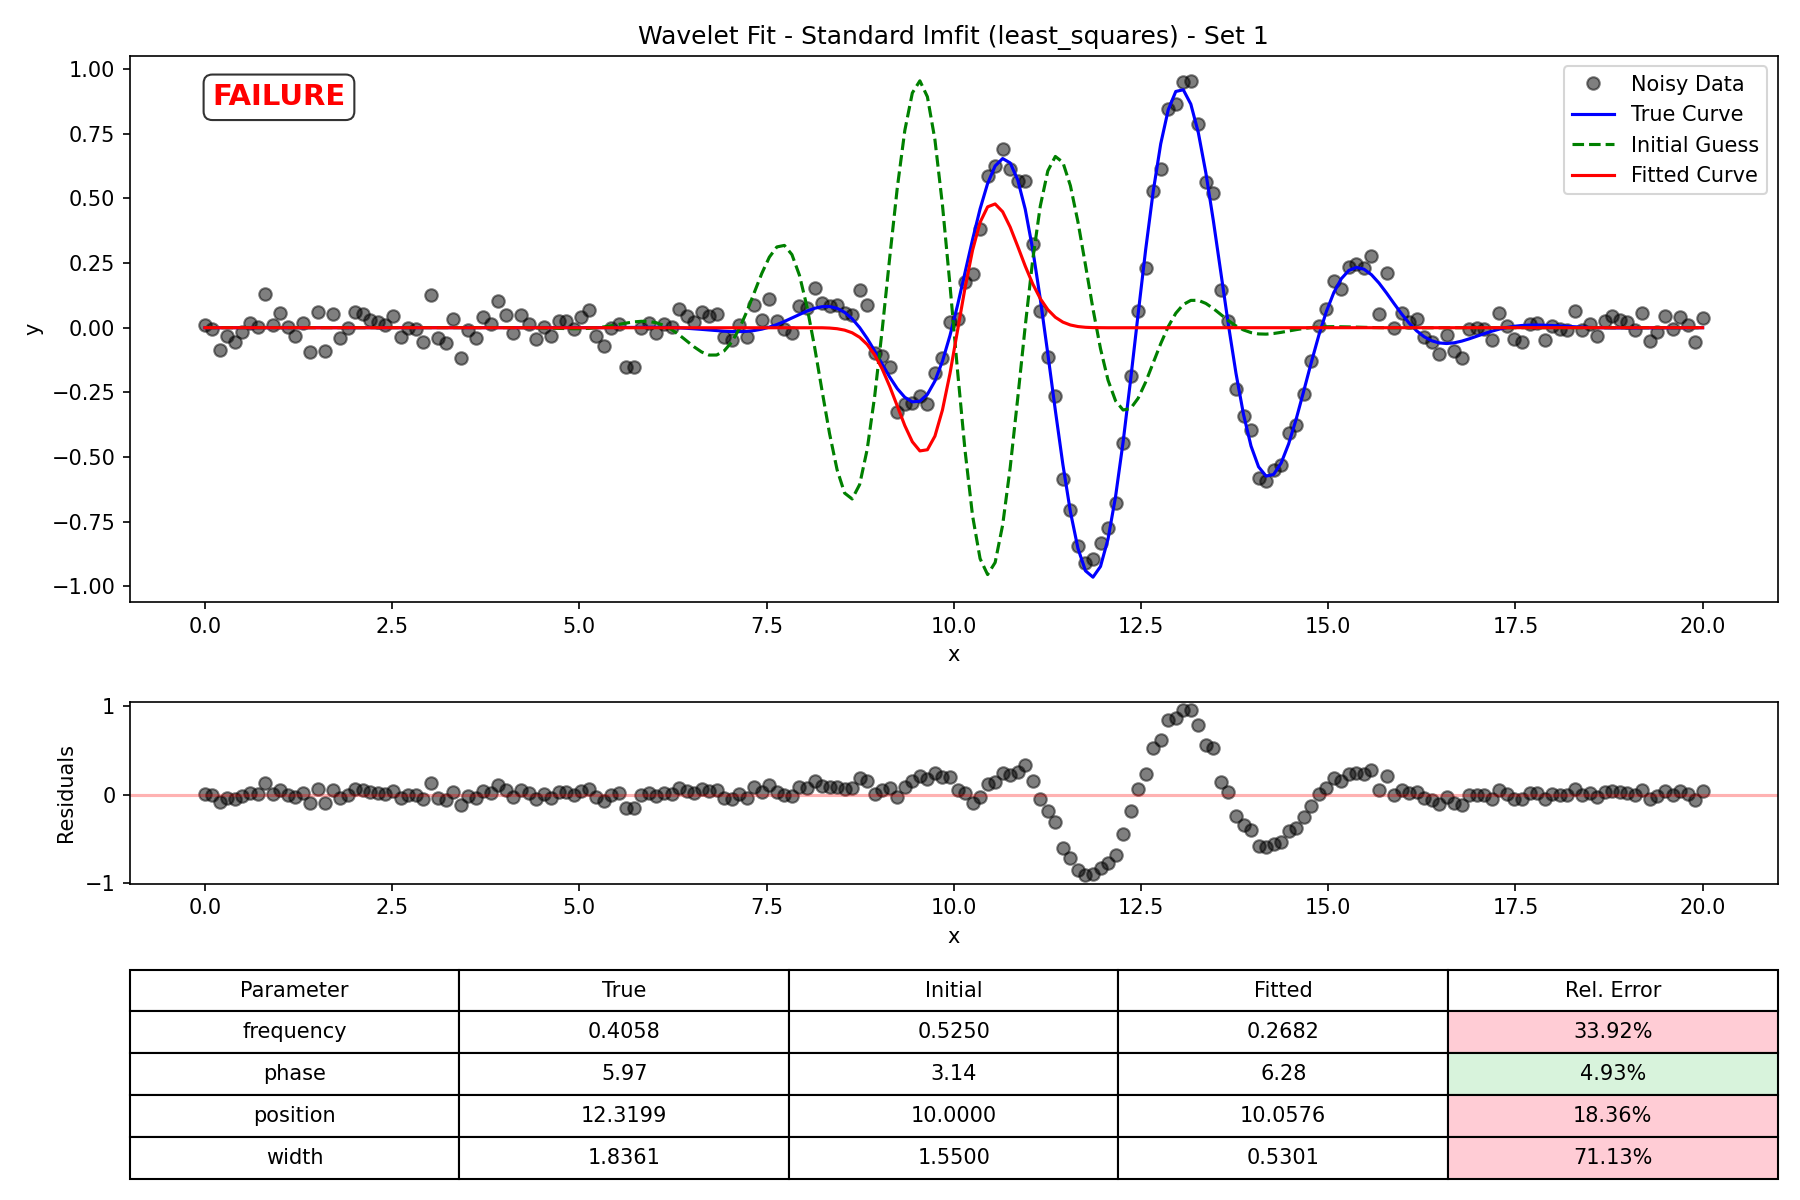 Wavelet Fit - Standard lmfit (least_squares) - Set 1
FAILURE
Noisy Data
True Curve
Initial Guess
Fitted Curve
1.00
0.75
0.50
0.25
0.00
−0.25
−0.50
−0.75
−1.00
y
0.0 2.5 5.0 7.5 10.0 12.5 15.0 17.5 20.0
x
1
0
−1
Residuals
0.0 2.5 5.0 7.5 10.0 12.5 15.0 17.5 20.0
x
Parameter True Initial Fitted Rel. Error
frequency 0.4058 0.5250 0.2682 33.92%
phase 5.97 3.14 6.28 4.93%
position 12.3199 10.0000 10.0576 18.36%
width 1.8361 1.5500 0.5301 71.13%